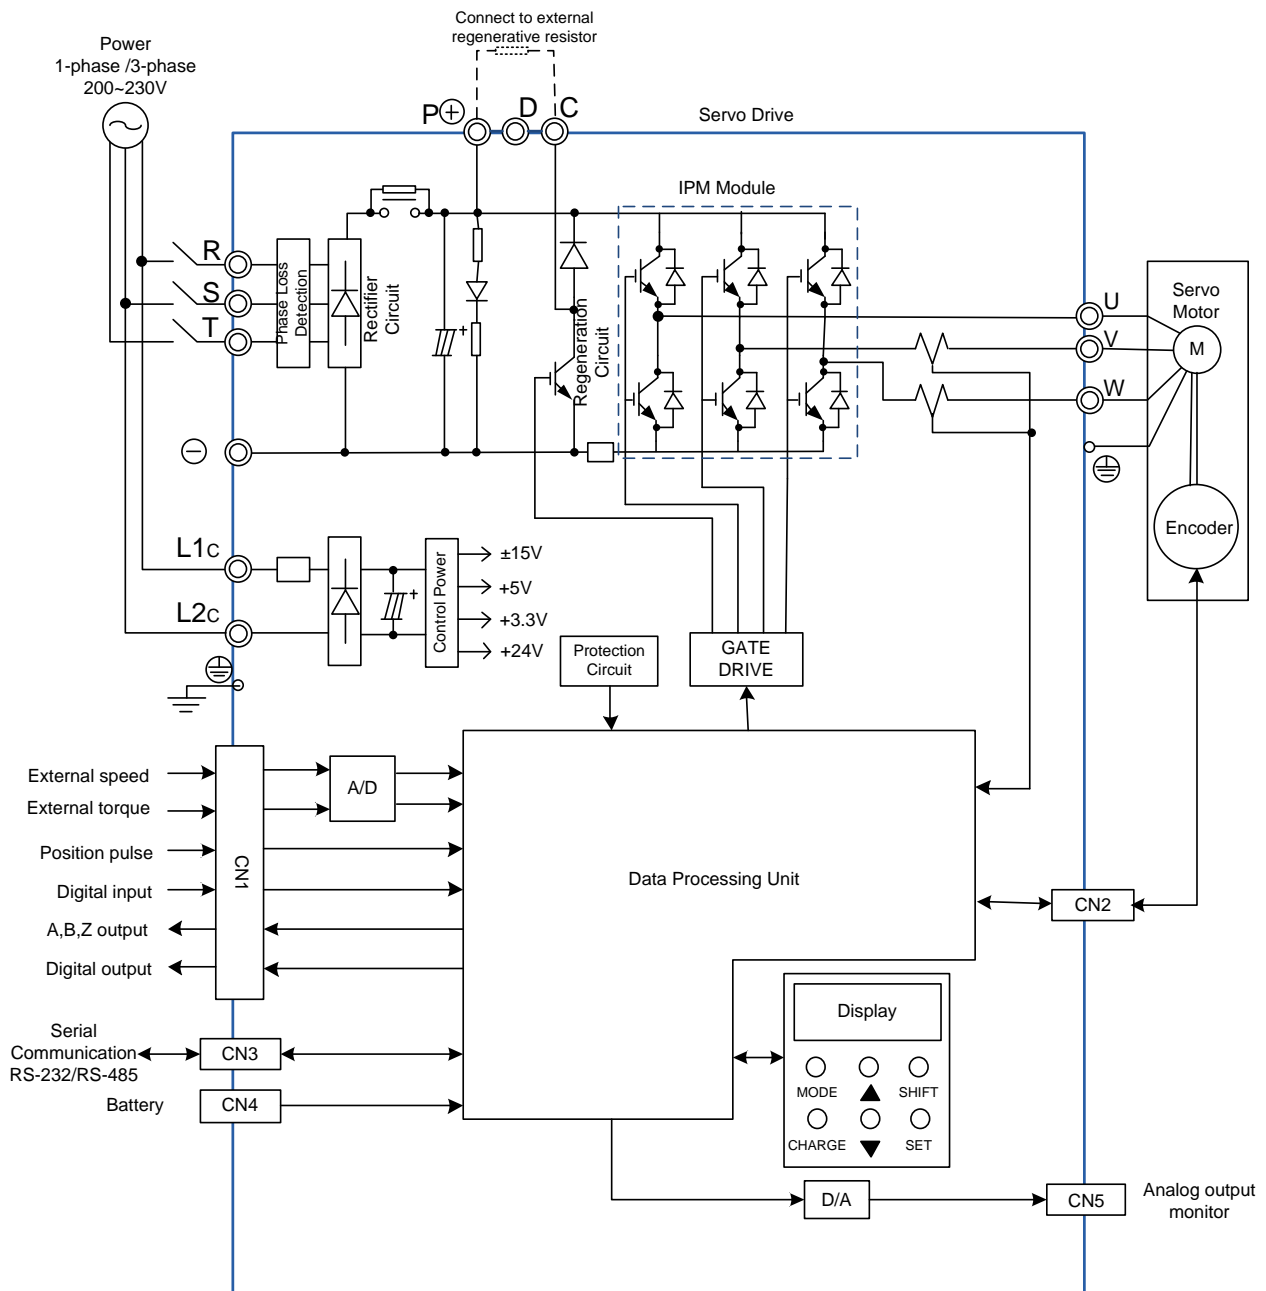 Connect to external
regenerative resistor
Power
1-phase /3-phase
200~230V
P⊕ D C
Servo Drive
IPM Module
R
S
T
Phase Loss
Detection
Rectifier
Circuit
+
Regeneration
Circuit
U
V
W
Servo
Motor
M
Encoder
⊖
L1C
L2C
+
Control Power
±15V
+5V
+3.3V
+24V
Protection
Circuit
GATE
DRIVE
External speed
External torque
Position pulse
Digital input
A,B,Z output
Digital output
CN1
A/D
Data Processing Unit
CN2
Serial
Communication
RS-232/RS-485
CN3
Battery
CN4
Display
MODE ▲ SHIFT
CHARGE ▼ SET
D/A
CN5
Analog output
monitor